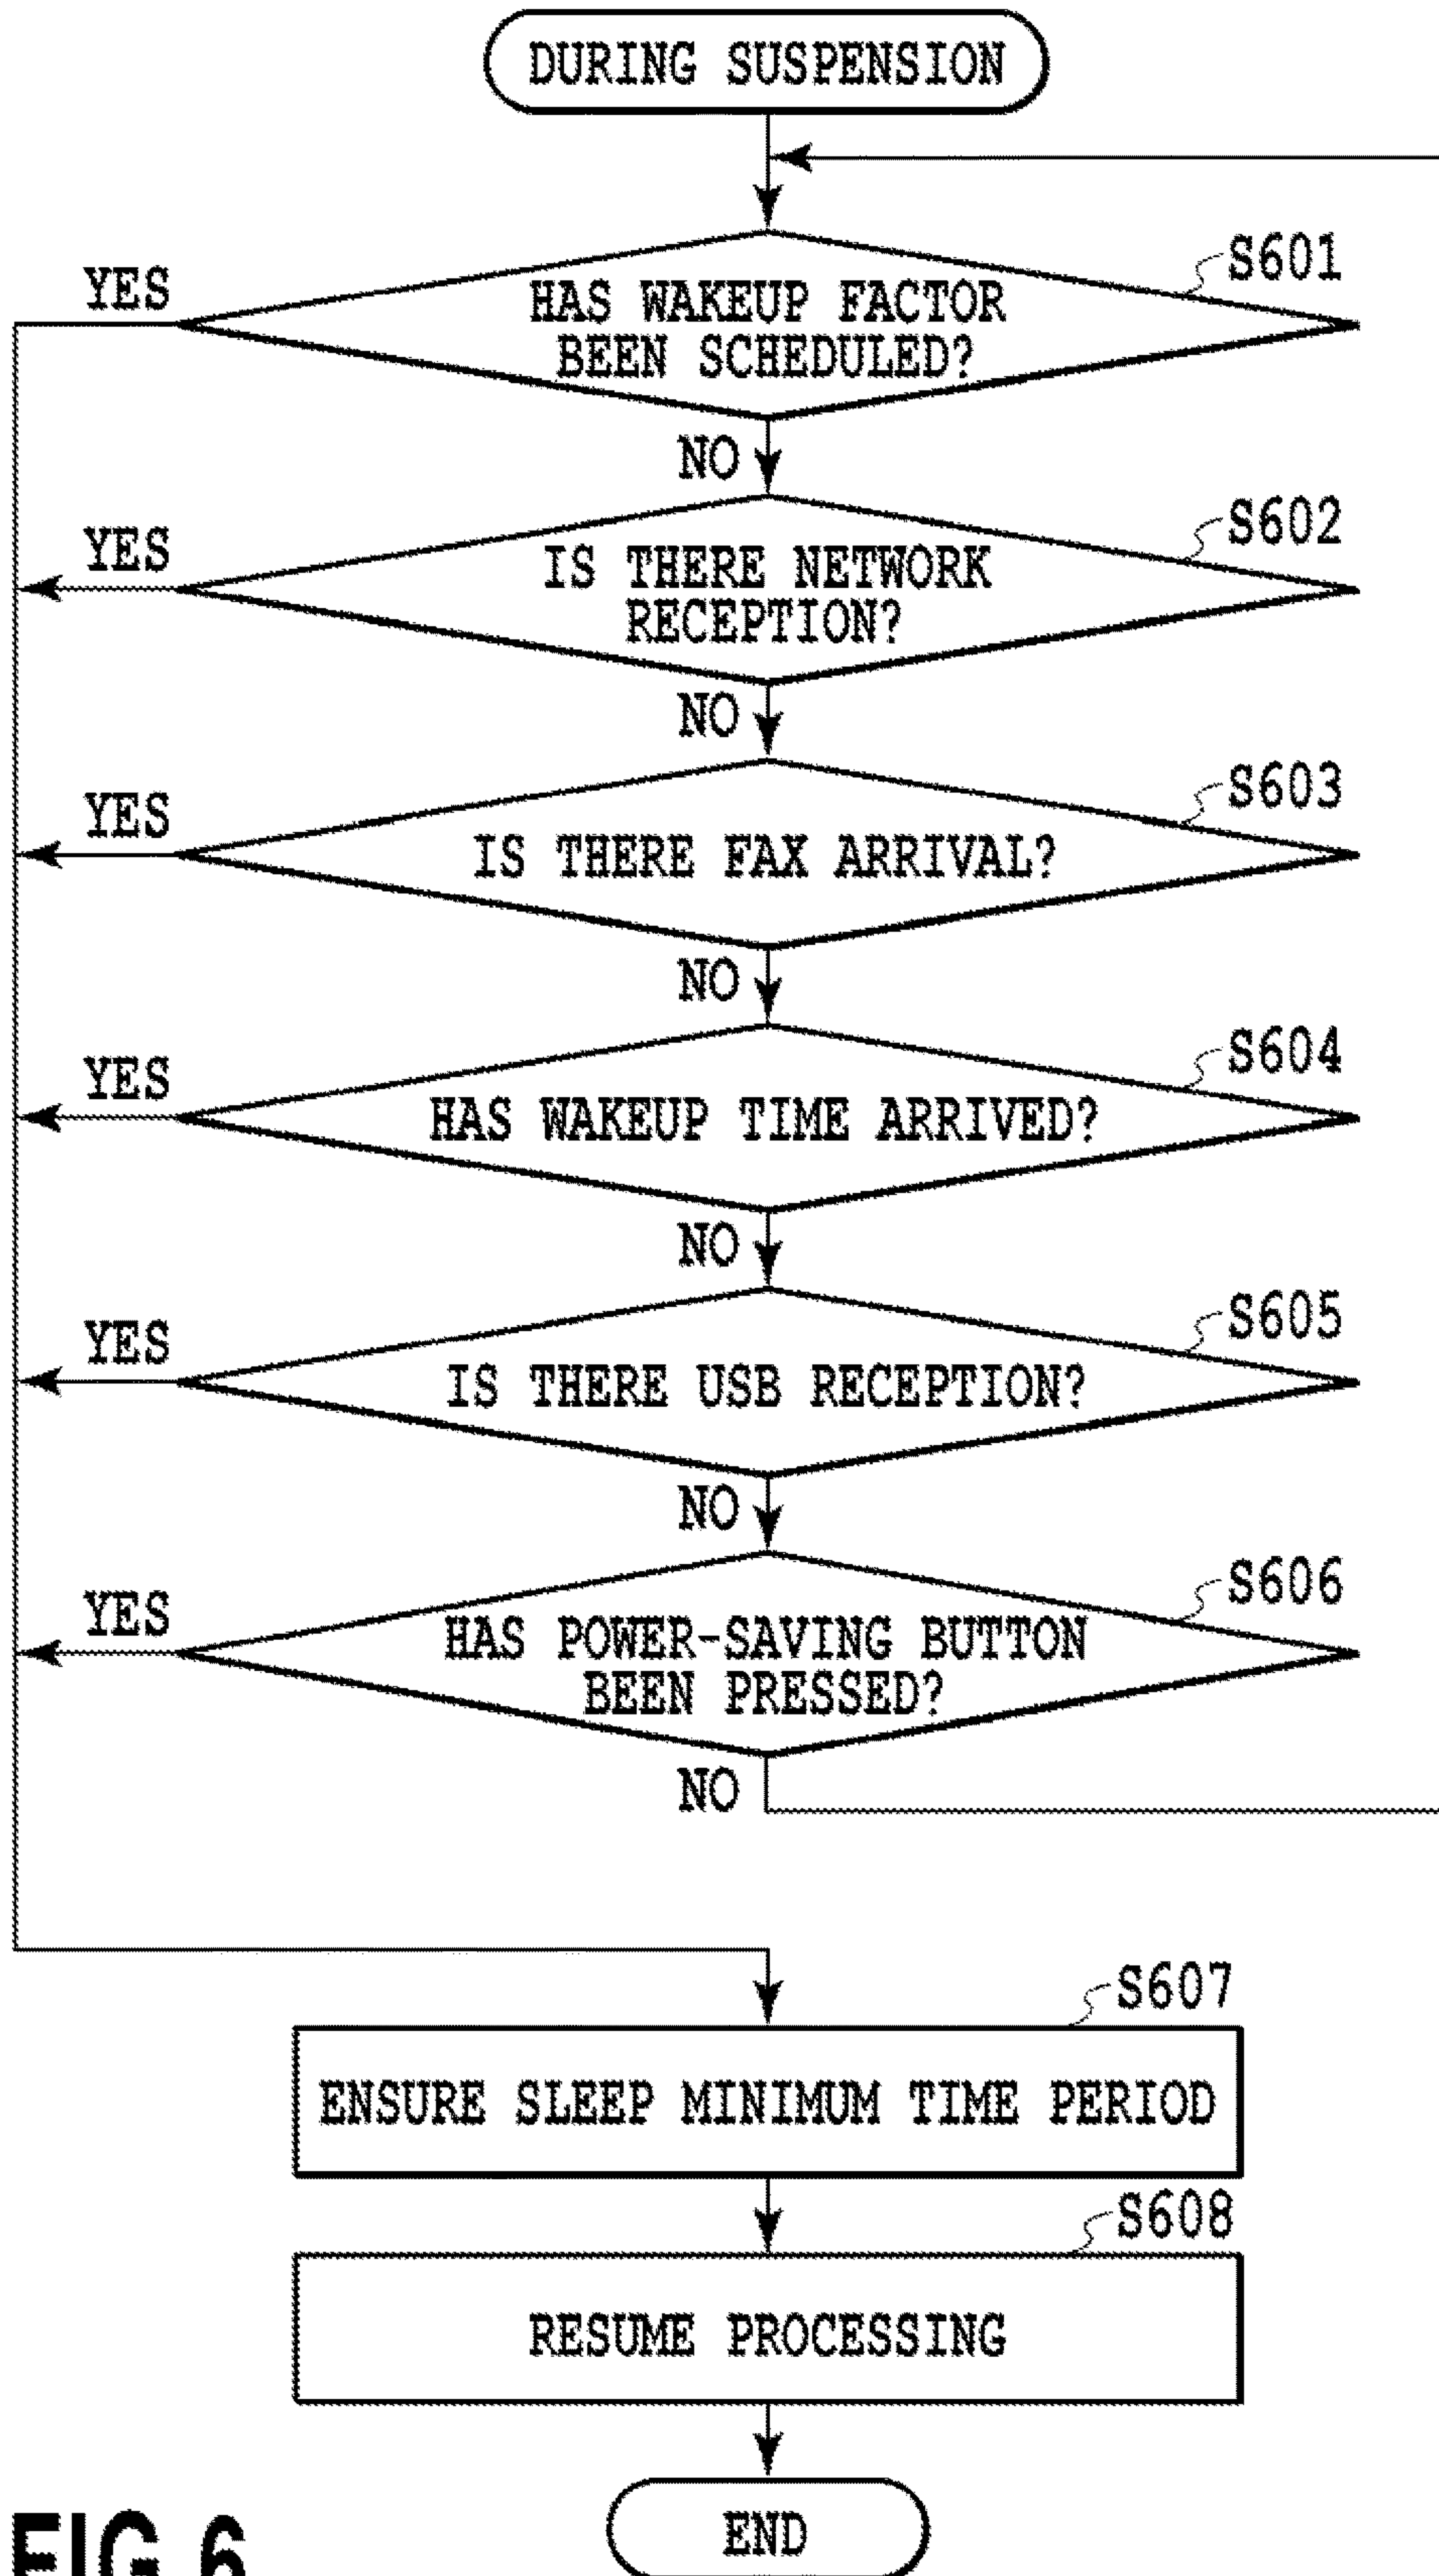 DURING SUSPENSION
S601
YES
HAS WAKEUP FACTOR
BEEN SCHEDULED?
NO
S602
YES
IS THERE NETWORK
RECEPTION?
NO
S603
YES
IS THERE FAX ARRIVAL?
NO
S604
YES
HAS WAKEUP TIME ARRIVED?
NO
S605
YES
IS THERE USB RECEPTION?
NO
S606
YES
HAS POWER-SAVING BUTTON
BEEN PRESSED?
NO
S607
ENSURE SLEEP MINIMUM TIME PERIOD
S608
RESUME PROCESSING
END
FIG.6